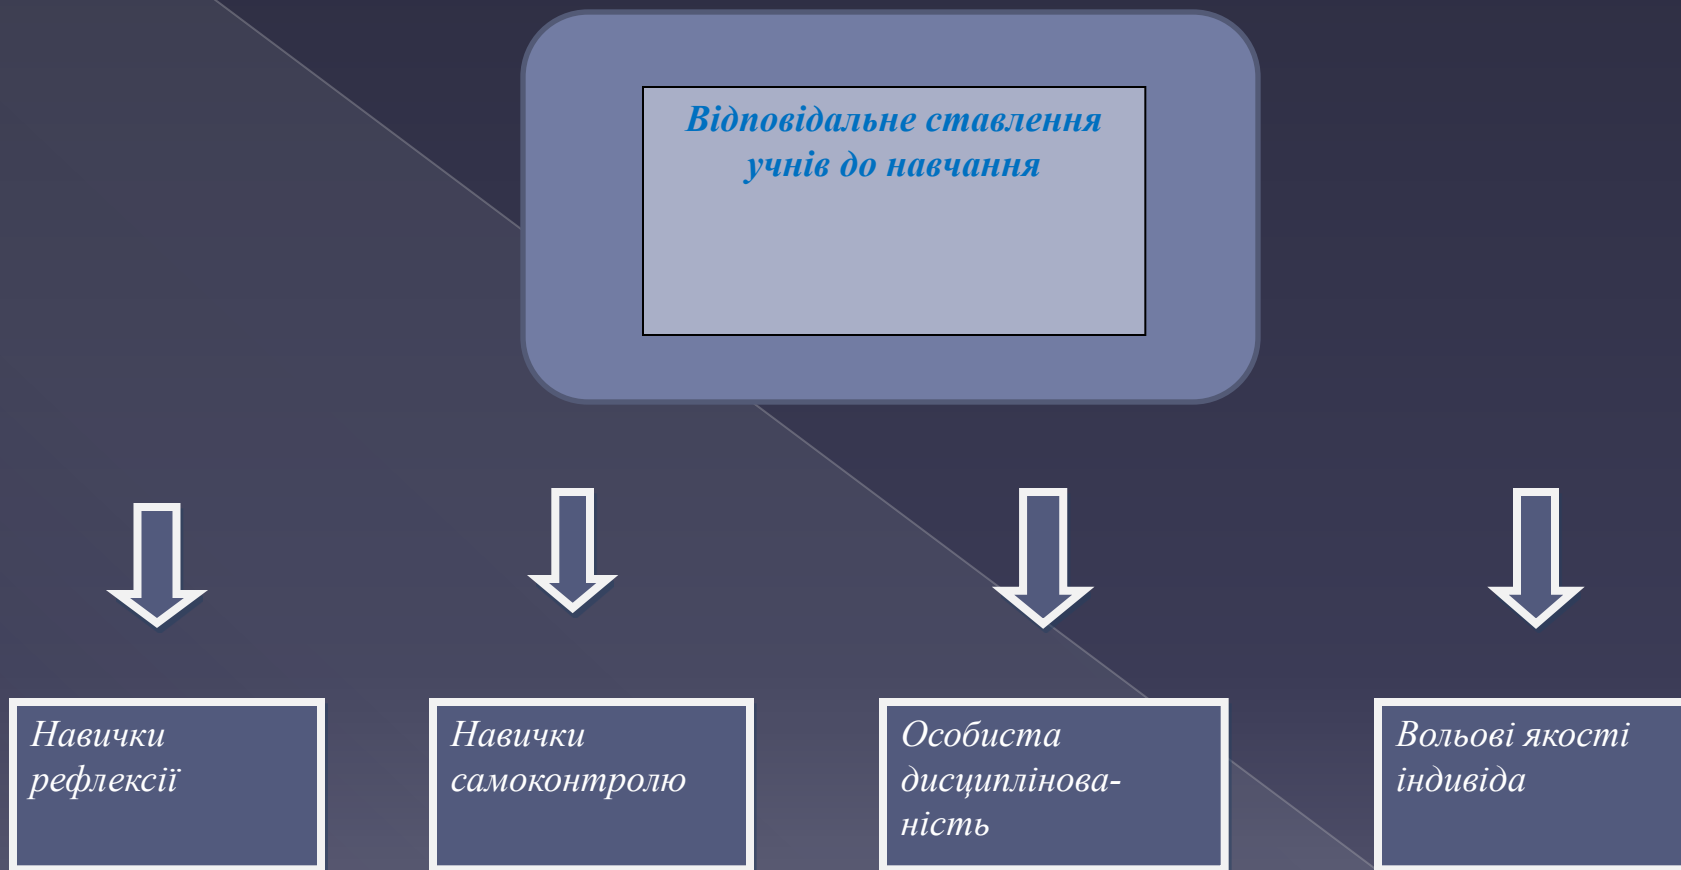 Відповідальне ставлення
учнів до навчання
Навички
рефлексії
Навички
самоконтролю
Особиста
дисциплінова-
ність
Вольові якості
індивіда